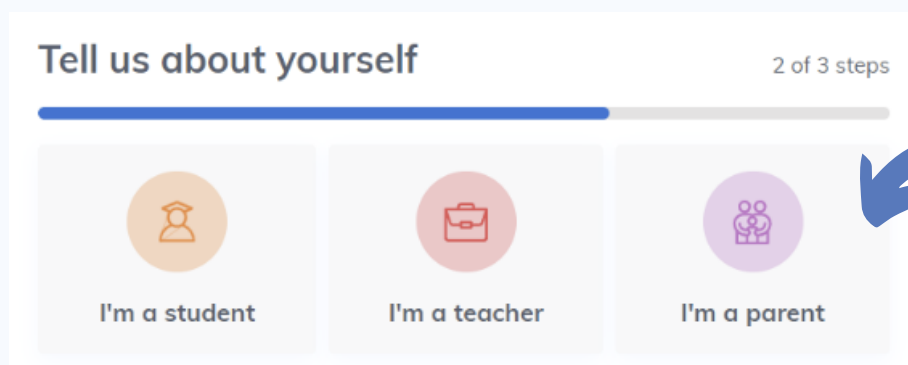 Tell us about yourself
2 of 3 steps
I'm a student
I'm a teacher
I'm a parent